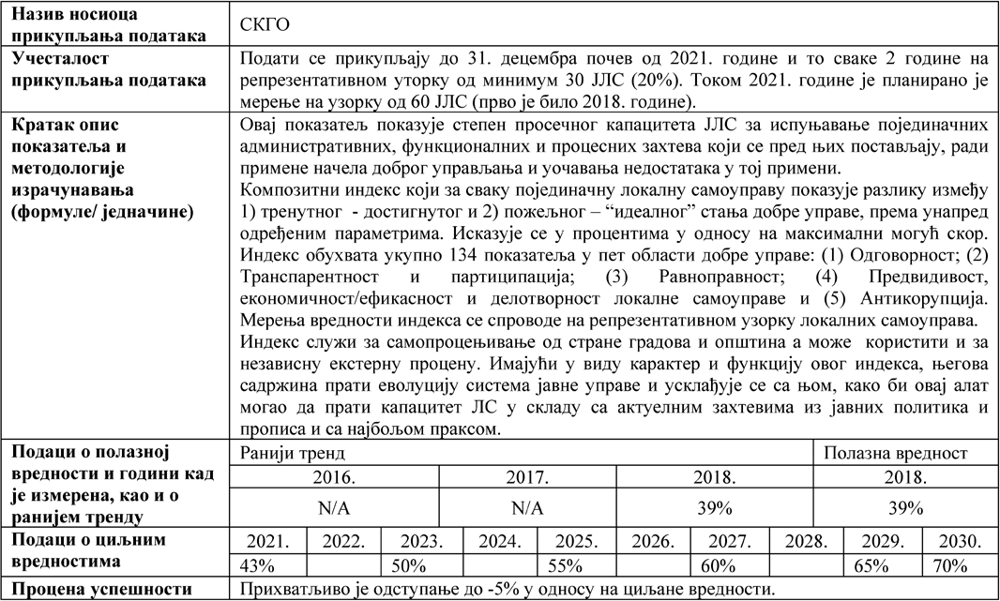 Назив носиоца
прикупљања података
СКГО
Учесталост
прикупљања података
Подати се прикупљају до 31. децембра почев од 2021. године и то сваке 2 године на
репрезентативном уторку од минимум 30 ЈЛС (20%). Током 2021. године је планирано је
мерење на узорку од 60 ЈЛС (прво је било 2018. године).
Кратак опис
показатеља и
методологије
израчунавања
(формуле/ једначине)
Овај показатељ показује степен просечног капацитета ЈЛС за испуњавање појединачних
административних, функционалних и процесних захтева који се пред њих постављају, ради
примене начела доброг управљања и уочавања недостатака у тој примени.
Композитни индекс који за сваку појединачну локалну самоуправу показује разлику између
1) тренутног - достигнутог и 2) пожељног – “идеалног” стања добре управе, према унапред
одређеним параметрима. Исказује се у процентима у односу на максимални могућ скор.
Индекс обухвата укупно 134 показатеља у пет области добре управе: (1) Одговорност; (2)
Транспарентност и партиципација; (3) Равноправност; (4) Предвидивост,
економичност/ефикасност и делотворност локалне самоуправе и (5) Антикорупција.
Мерења вредности индекса се спроводе на репрезентативном узорку локалних самоуправа.
Индекс служи за самопроцењивање од стране градова и општина а може користити и за
независну екстерну процену. Имајући у виду карактер и функцију овог индекса, његова
садржина прати еволуцију система јавне управе и усклађује се са њом, како би овај алат
могао да прати капацитет ЛС у складу са актуелним захтевима из јавних политика и
прописа и са најбољом праксом.
Подаци о полазној
вредности и години кад
је измерена, као и о
ранијем тренду
Ранији тренд Полазна вредност
2016. 2017. 2018. 2018.
N/A N/A 39% 39%
Подаци о циљним
вредностима
2021. 2022. 2023. 2024. 2025. 2026. 2027. 2028. 2029. 2030.
43% 50% 55% 60% 65% 70%
Процена успешности
Прихватљиво је одступање до -5% у односу на циљане вредности.